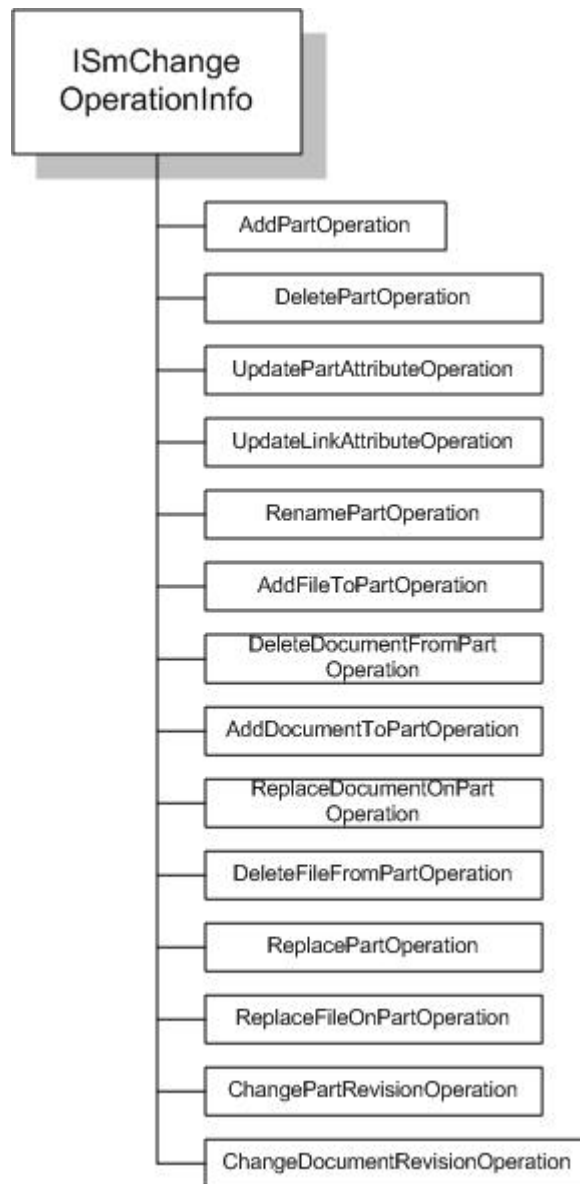 ISmChange
OperationInfo
AddPartOperation
DeletePartOperation
UpdatePartAttributeOperation
UpdateLinkAttributeOperation
RenamePartOperation
AddFileToPartOperation
DeleteDocumentFromPart
Operation
AddDocumentToPartOperation
ReplaceDocumentOnPart
Operation
DeleteFileFromPartOperation
ReplacePartOperation
ReplaceFileOnPartOperation
ChangePartRevisionOperation
ChangeDocumentRevisionOperation